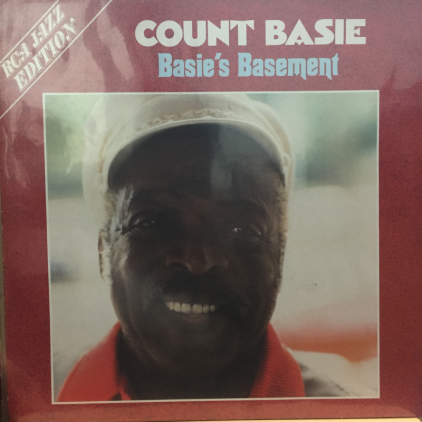 RCA JAZZ
EDITION
COUNT BASIE
Basie's Basement